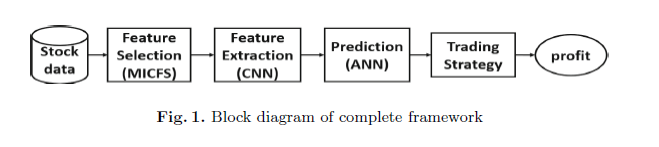 Stock
data
Feature
Selection
(MICFS)
Feature
Extraction
(CNN)
Prediction
(ANN)
Trading
Strategy
profit
Fig. 1. Block diagram of complete framework